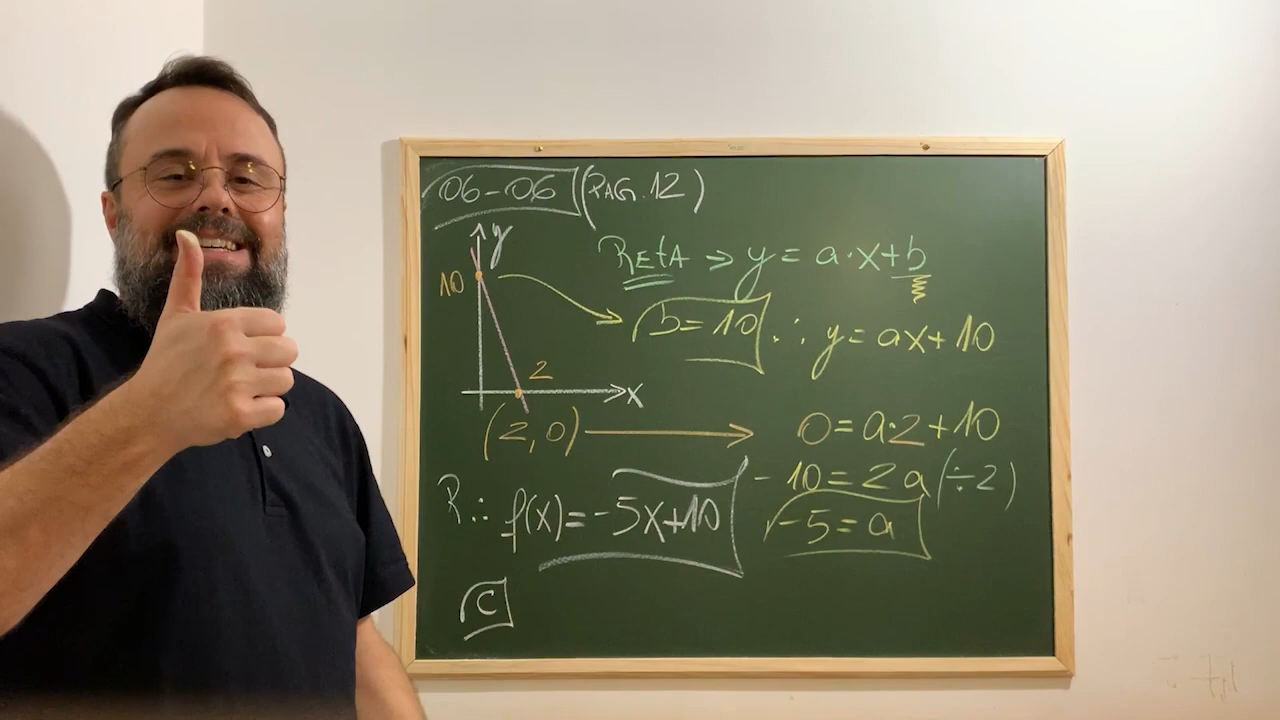 06-06 (PAG. 12)
y
10
RETA ⇒ y = a·x+b
b=10 ∴ y = ax+10
2
x
(2,0) → 0 = a·2+10
-10 = 2a (÷2)
-5 = a
R∴ f(x)=-5x+10
C